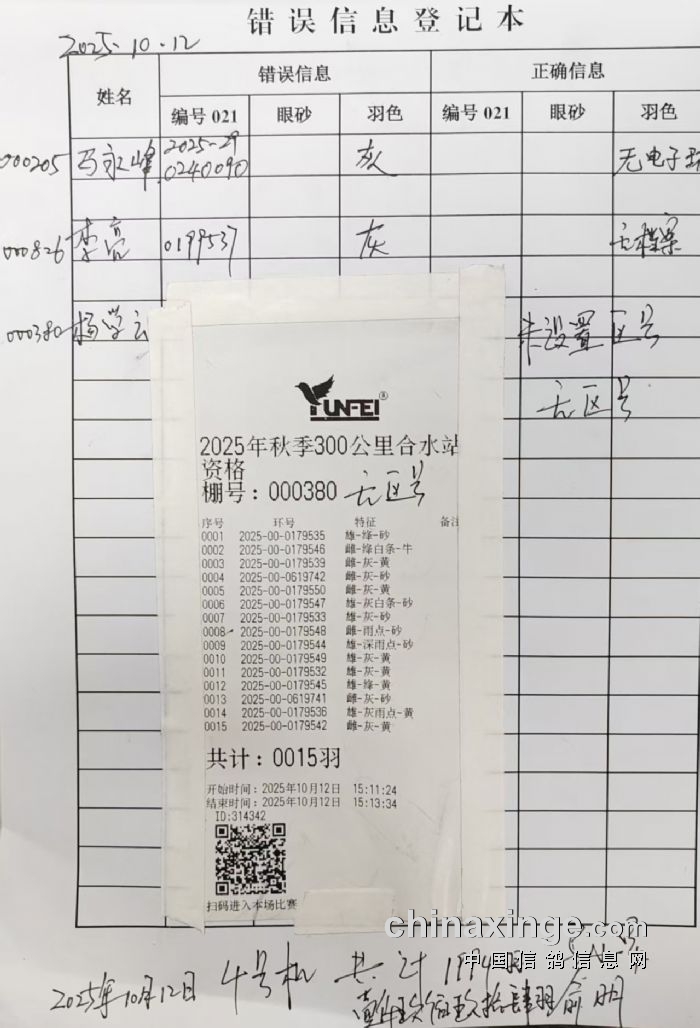 错误信息登记本
2025-10-12
姓名 错误信息 正确信息
编号 021 眼砂 羽色 编号 021 眼砂 羽色
000205 马永峰 2025-29 0240090 灰 无电子环
000826 李亮 0199537 灰 无档案
000380 杨学云 未设置区号
无区号
YUNFEI®
2025年秋季300公里合水站
资格
棚号：000380 无区号
序号 环号 特征 备注
0001 2025-00-0179535 雄-绛-砂
0002 2025-00-0179546 雌-绛白条-牛
0003 2025-00-0179539 雌-灰-黄
0004 2025-00-0619742 雌-灰-砂
0005 2025-00-0179550 雌-灰-黄
0006 2025-00-0179547 雄-灰白条-砂
0007 2025-00-0179533 雄-灰-砂
0008 2025-00-0179548 雌-雨点-砂
0009 2025-00-0179544 雄-深雨点-砂
0010 2025-00-0179549 雄-灰-黄
0011 2025-00-0179532 雄-灰-黄
0012 2025-00-0179545 雄-绛-黄
0013 2025-00-0619741 雌-灰-砂
0014 2025-00-0179536 雄-灰雨点-黄
0015 2025-00-0179542 雌-灰-黄
共计：0015羽
开始时间：2025年10月12日 15:11:24
结束时间：2025年10月12日 15:13:34
ID:314342
扫码进入本场比赛
chinaxinge.com
中国信鸽信息网
2025年10月12日 4号机 共计
俞明